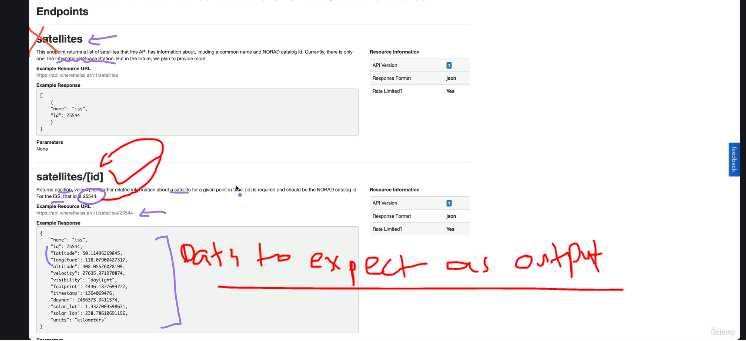 Endpoints
satellites
This endpoint returns a list of satellites that this API has information about, inluding a common name and NORAD catalog id. Currently, there is only
one, the International Space Station. But in the future, we plan to provide more.
Example Resource URL
https://api.wheretheiss.at/v1/satellites
Example Response
[
{
"name": "iss",
"id": 25544
}
]
Parameters
None
Resource Information
API Version 1
Response Format json
Rate Limited? Yes
satellites/[id]
Returns position, velocity, other related information about a satellite for a given point in time. [id] is required and should be the NORAD catalog id.
For the ISS, that id is 25544.
Example Resource URL
https://api.wheretheiss.at/v1/satellites/25544
Example Response
{
"name": "iss",
"id": 25544,
"latitude": 50.11496269845,
"longitude": 118.07900427317,
"altitude": 408.05526028199,
"velocity": 27635.971970874,
"visibility": "daylight",
"footprint": 4446.1877699772,
"timestamp": 1364069476,
"daynum": 2456375.3411574,
"solar_lat": 1.3327003598631,
"solar_lon": 238.78610691196,
"units": "kilometers"
}
Resource Information
API Version 1
Response Format json
Rate Limited? Yes
Data to expect as output
feedback
Udemy